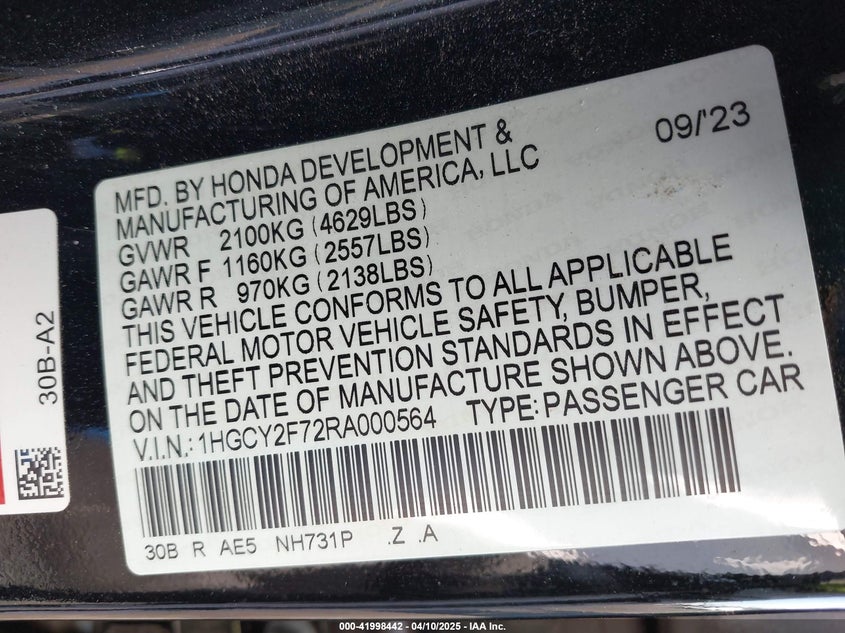 09/'23
MFD. BY HONDA DEVELOPMENT &
MANUFACTURING OF AMERICA, LLC
GVWR 2100KG (4629LBS)
GAWR F 1160KG (2557LBS)
GAWR R 970KG (2138LBS)
THIS VEHICLE CONFORMS TO ALL APPLICABLE
FEDERAL MOTOR VEHICLE SAFETY, BUMPER,
AND THEFT PREVENTION STANDARDS IN EFFECT
ON THE DATE OF MANUFACTURE SHOWN ABOVE.
V.I.N.: 1HGCY2F72RA000564 TYPE: PASSENGER CAR
30B R AE5 NH731P .Z .A
30B-A2
000-41998442 - 04/10/2025 - IAA Inc.